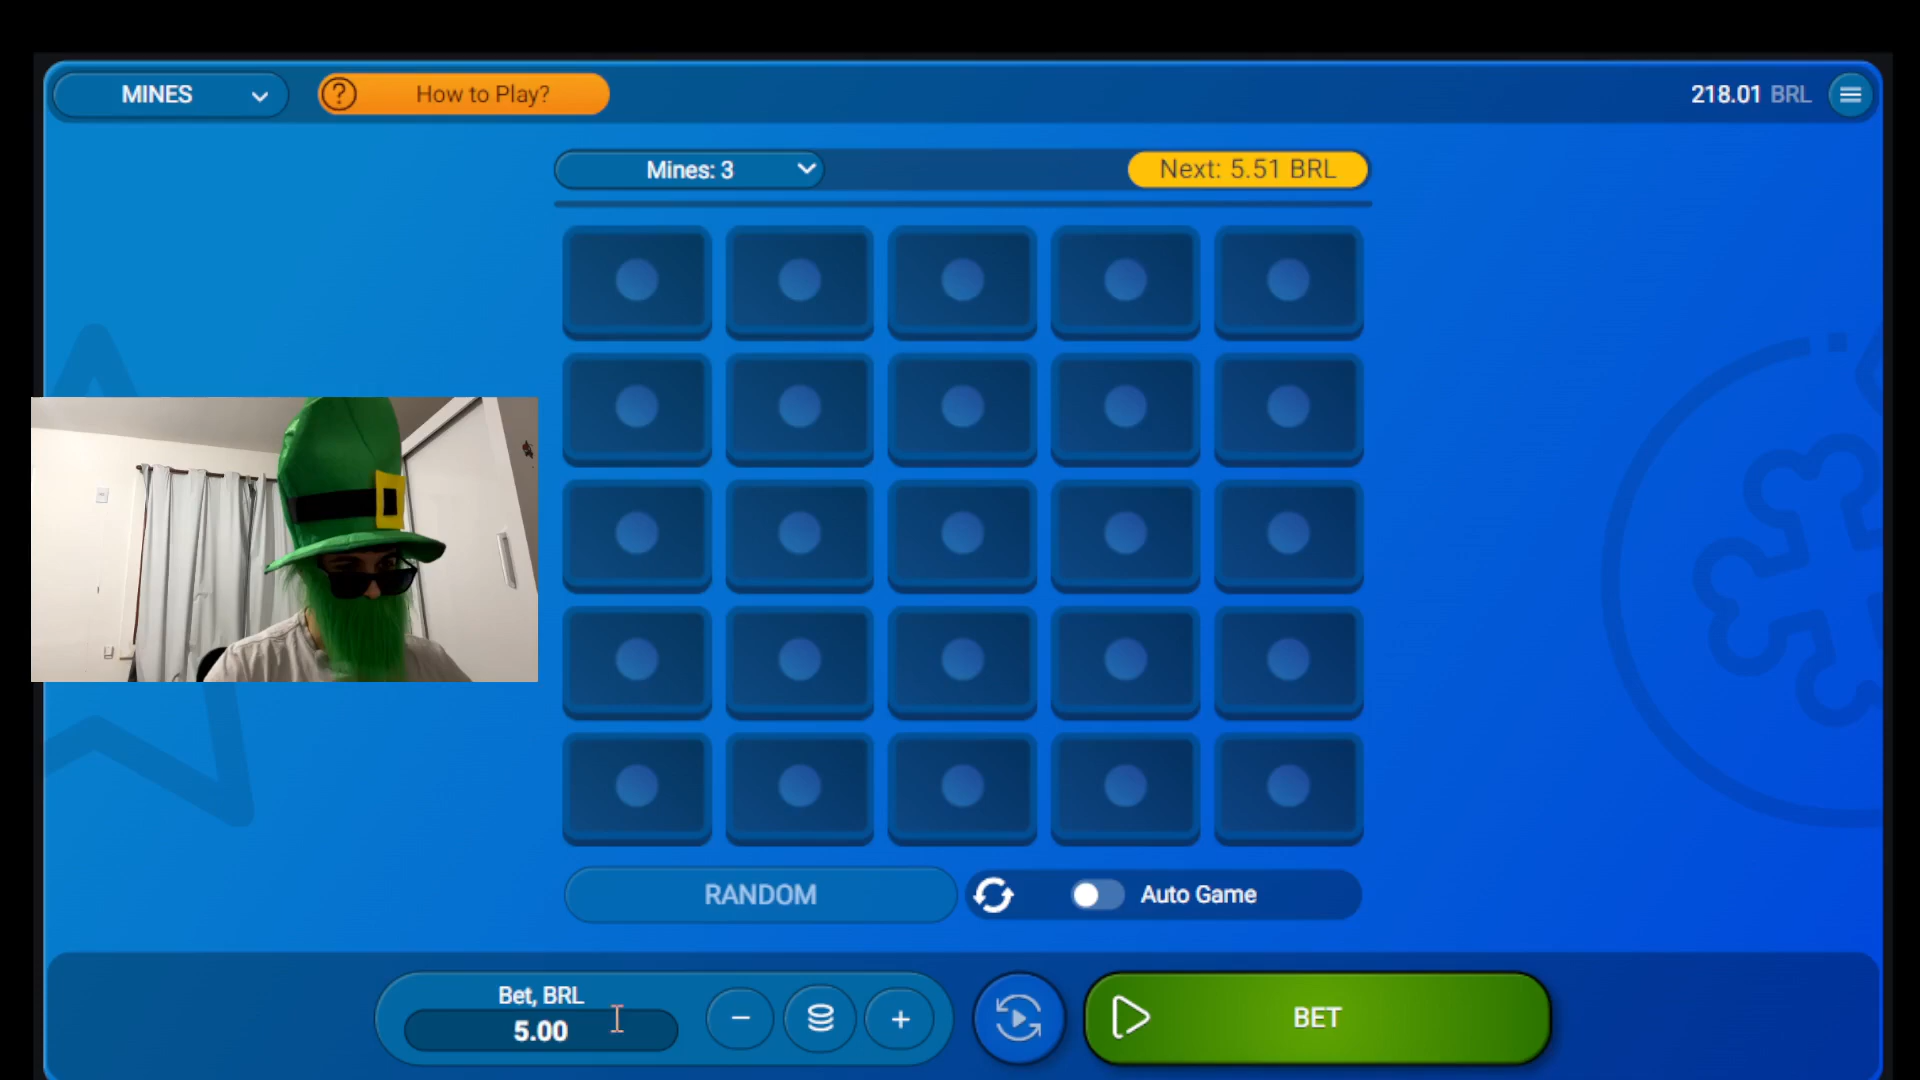 MINES
? How to Play?
218.01 BRL
Mines: 3
Next: 5.51 BRL
RANDOM
Auto Game
Bet, BRL
5.00
BET